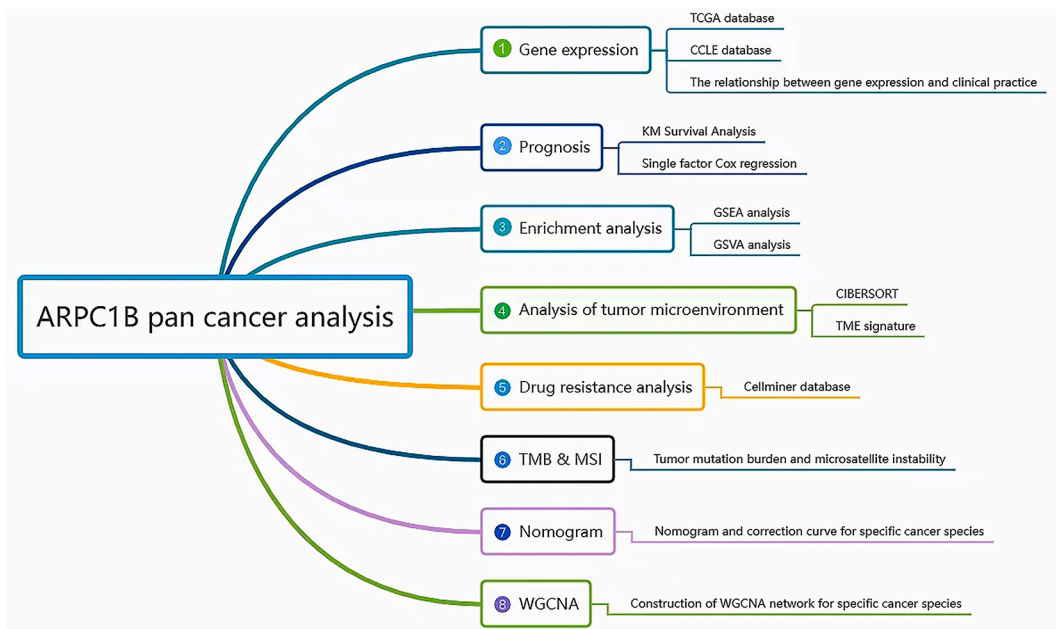 ARPC1B pan cancer analysis
1 Gene expression
TCGA database
CCLE database
The relationship between gene expression and clinical practice
2 Prognosis
KM Survival Analysis
Single factor Cox regression
3 Enrichment analysis
GSEA analysis
GSVA analysis
4 Analysis of tumor microenvironment
CIBERSORT
TME signature
5 Drug resistance analysis
Cellminer database
6 TMB & MSI
Tumor mutation burden and microsatellite instability
7 Nomogram
Nomogram and correction curve for specific cancer species
8 WGCNA
Construction of WGCNA network for specific cancer species